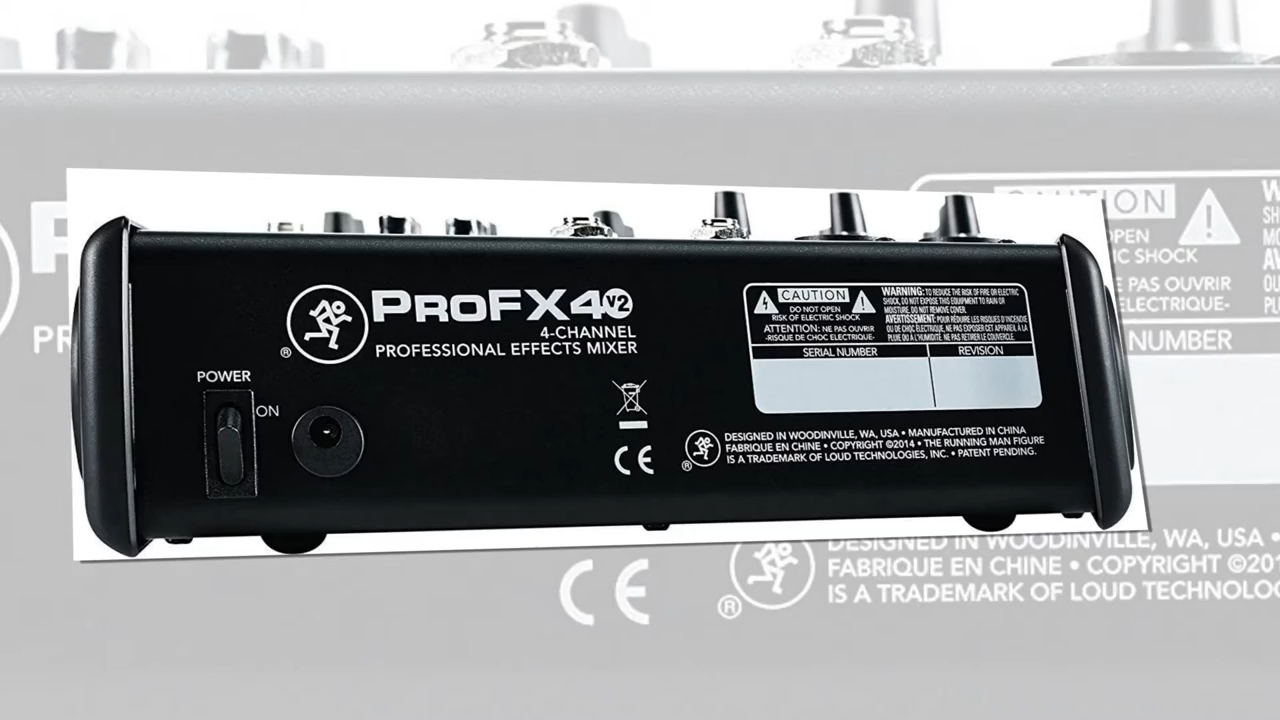 PROFX4v2
4-CHANNEL
PROFESSIONAL EFFECTS MIXER
®
POWER
ON
CAUTION
DO NOT OPEN
RISK OF ELECTRIC SHOCK
ATTENTION: NE PAS OUVRIR
-RISQUE DE CHOC ELECTRIQUE-
WARNING: TO REDUCE THE RISK OF FIRE OR ELECTRIC
SHOCK, DO NOT EXPOSE THIS EQUIPMENT TO RAIN OR
MOISTURE, DO NOT REMOVE COVER.
AVERTISSEMENT: POUR RÉDUIRE LES RISQUES D'INCENDIE
OU DE CHOC ÉLECTRIQUE, NE PAS EXPOSER CET APPAREIL À LA
PLUIE OU À L'HUMIDITÉ. NE PAS RETIRER LE COUVERCLE.
SERIAL NUMBER
REVISION
CE
®
DESIGNED IN WOODINVILLE, WA, USA • MANUFACTURED IN CHINA
FABRIQUE EN CHINE • COPYRIGHT ©2014 • THE RUNNING MAN FIGURE
IS A TRADEMARK OF LOUD TECHNOLOGIES, INC. • PATENT PENDING.
OPEN
IC SHOCK
E PAS OUVRIR
ELECTRIQUE-
NUMBER
CE
®
DESIGNED IN WOODINVILLE, WA, USA •
FABRIQUE EN CHINE • COPYRIGHT ©201
IS A TRADEMARK OF LOUD TECHNOLO